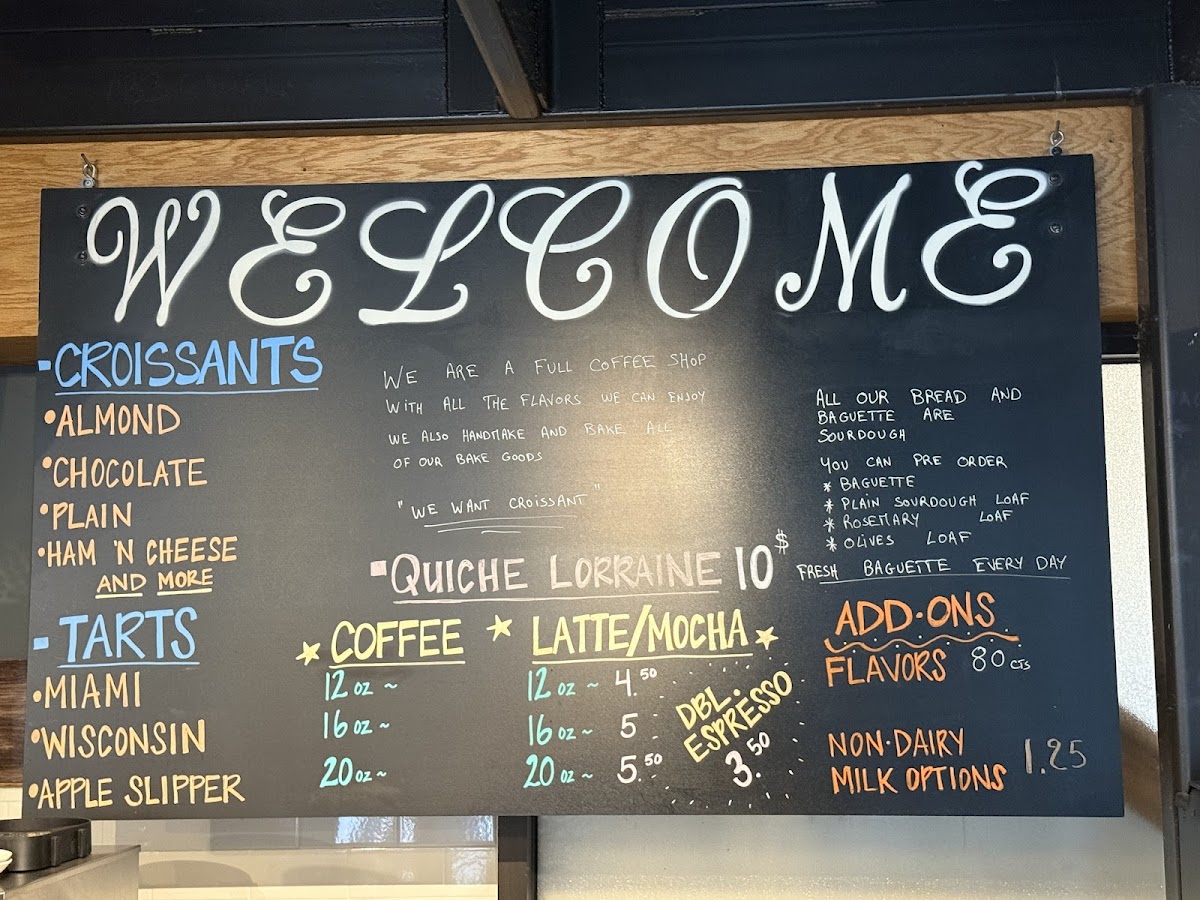 WELCOME
-CROISSANTS
•ALMOND
•CHOCOLATE
•PLAIN
•HAM 'N CHEESE
AND MORE
-TARTS
•MIAMI
•WISCONSIN
•APPLE SLIPPER
WE ARE A FULL COFFEE SHOP
WITH ALL THE FLAVORS WE CAN ENJOY
WE ALSO HANDMAKE AND BAKE ALL
OF OUR BAKE GOODS
"WE WANT CROISSANT"
-QUICHE LORRAINE 10$
★COFFEE
12 oz ~
16 oz ~
20 oz ~
★ LATTE/MOCHA ★
12 oz ~ 4.50
16 oz ~ 5
20 oz ~ 5.50
DBL.
ESPRESSO
3.50
ALL OUR BREAD AND
BAGUETTE ARE
SOURDOUGH
YOU CAN PRE ORDER
* BAGUETTE
* PLAIN SOURDOUGH LOAF
* ROSEMARY LOAF
* OLIVES LOAF
FRESH BAGUETTE EVERY DAY
ADD-ONS
FLAVORS 80 CTS
NON-DAIRY
MILK OPTIONS 1.25